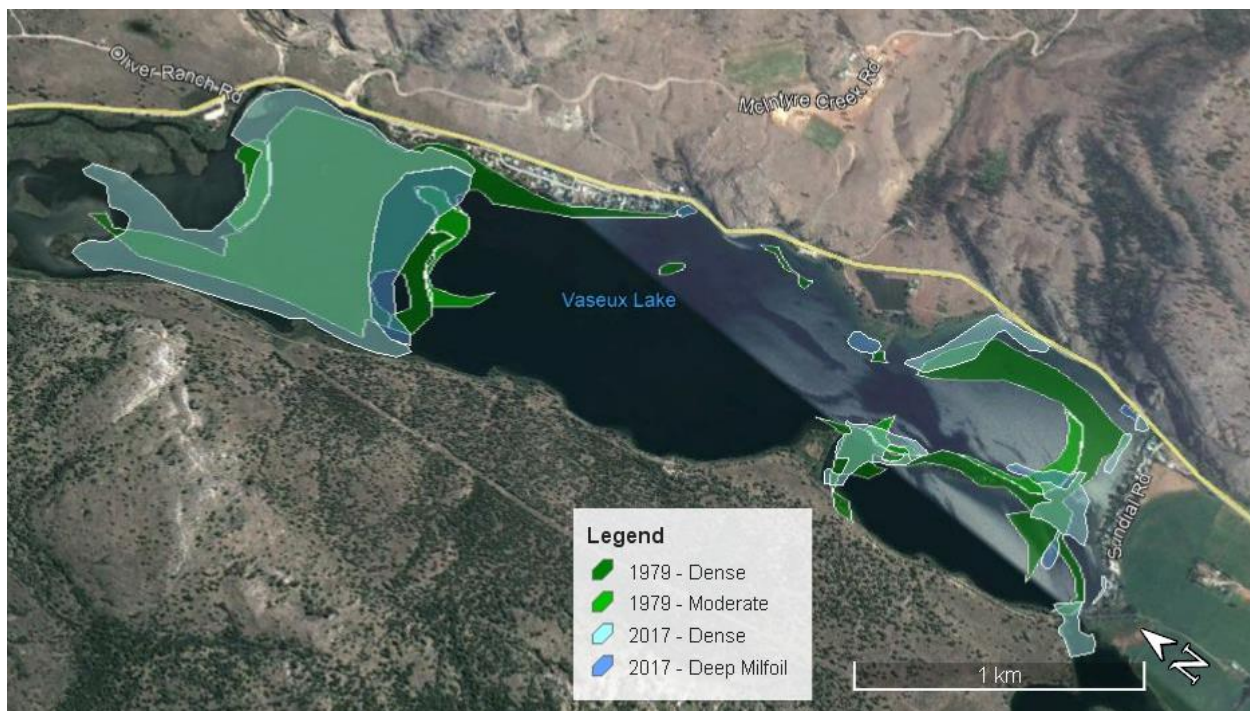 Oliver Ranch Rd
McIntyre Creek Rd
Vaseux Lake
Sundial Rd
Legend
1979 - Dense
1979 - Moderate
2017 - Dense
2017 - Deep Milfoil
1 km
N